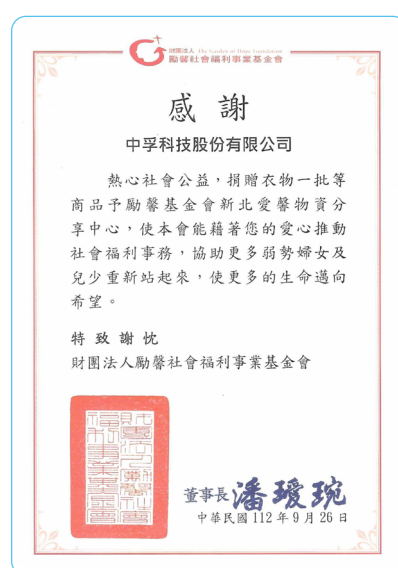 財團法人 The Garden of Hope Foundation
勵馨社會福利事業基金會
感謝
中孚科技股份有限公司
熱心社會公益，捐贈衣物一批等
商品予勵馨基金會新北愛馨物資分
享中心，使本會能藉著您的愛心推動
社會福利事務，協助更多弱勢婦女及
兒少重新站起來，使更多的生命邁向
希望。
特致謝忱
財團法人勵馨社會福利事業基金會
董事長 潘瓊琬
中華民國 112 年 9 月 26 日